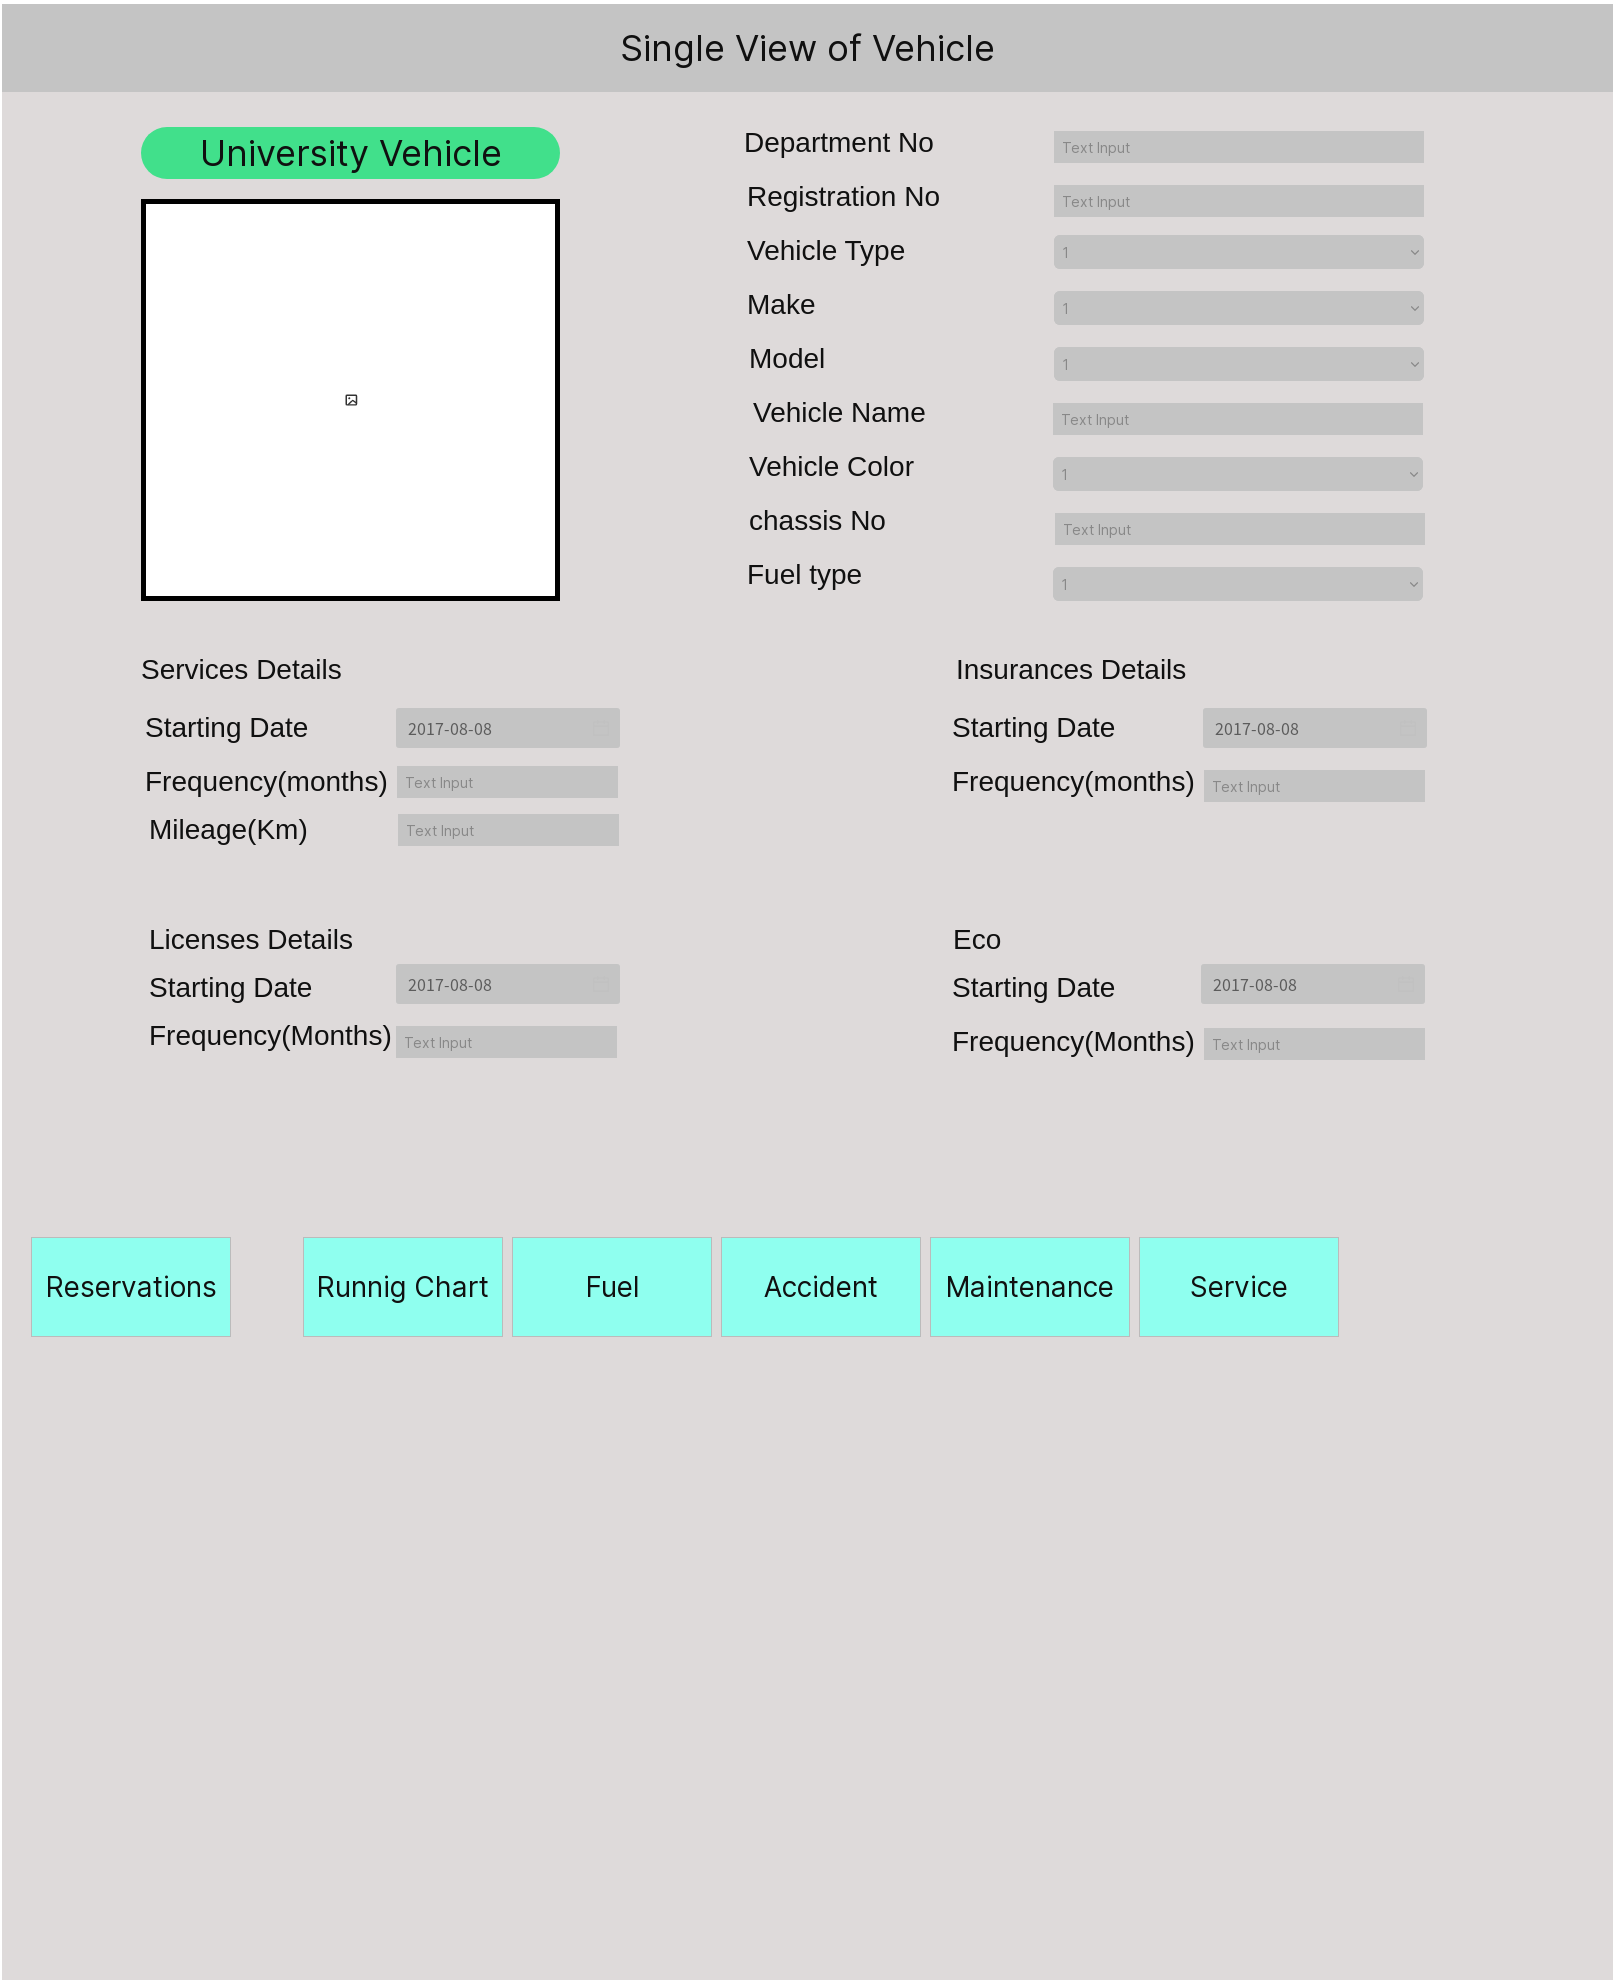 Single View of Vehicle
University Vehicle
Department No Text Input
Registration No Text Input
Vehicle Type 1
Make 1
Model 1
Vehicle Name Text Input
Vehicle Color 1
chassis No Text Input
Fuel type 1
Services Details
Starting Date 2017-08-08
Frequency(months) Text Input
Mileage(Km) Text Input
Insurances Details
Starting Date 2017-08-08
Frequency(months) Text Input
Licenses Details
Starting Date 2017-08-08
Frequency(Months) Text Input
Eco
Starting Date 2017-08-08
Frequency(Months) Text Input
Reservations Runnig Chart Fuel Accident Maintenance Service